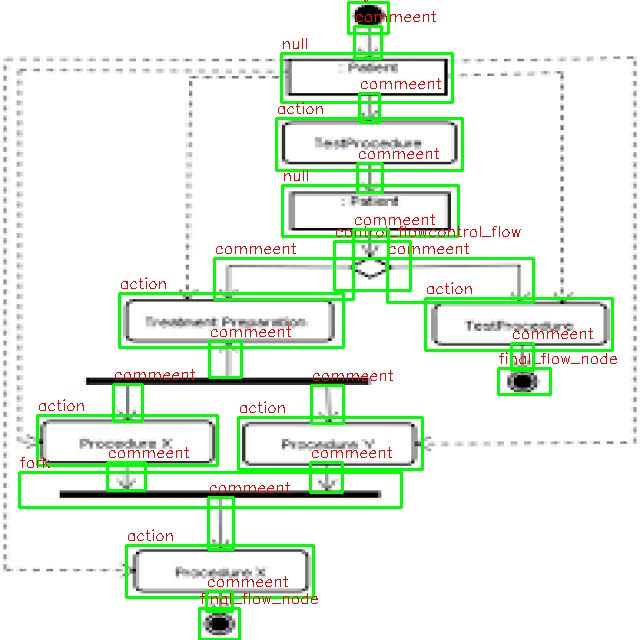 commeent
null
: Patient
commeent
action
TestProcedure
commeent
null
: Patient
commeent
control_flowcontrol_flow
commeent
commeent
action
action
Treatment Preparation
TestProcedure
commeent
commeent
final_flow_node
commeent
commeent
action
action
Procedure X
Procedure Y
commeent
commeent
fork
commeent
action
Procedure X
commeent
final_flow_node